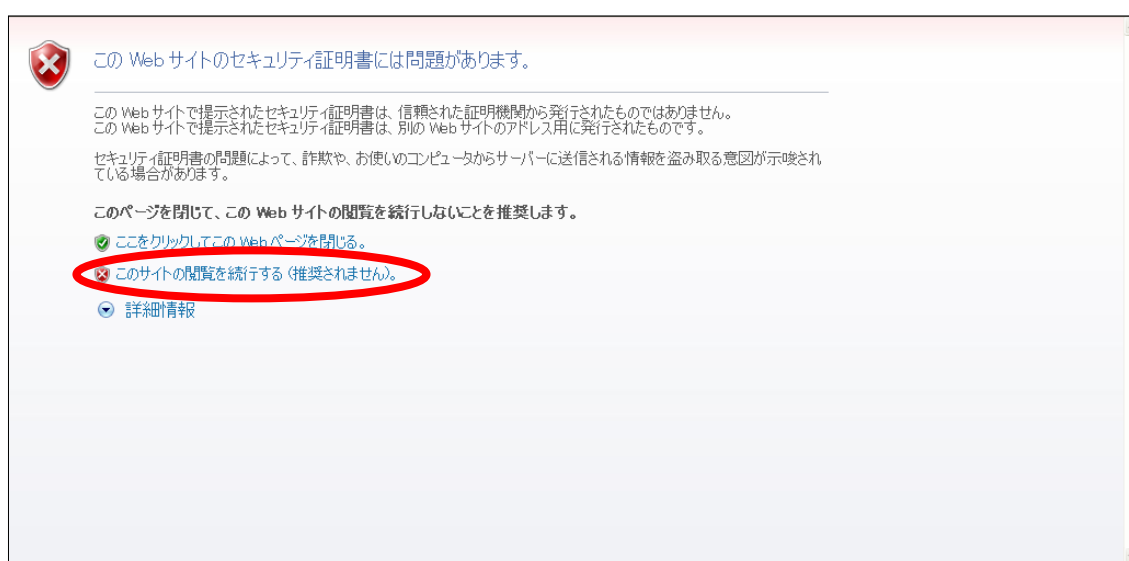 この Web サイトのセキュリティ証明書には問題があります。
この Web サイトで提示されたセキュリティ証明書は、信頼された証明機関から発行されたものではありません。
この Web サイトで提示されたセキュリティ証明書は、別の Web サイトのアドレス用に発行されたものです。
セキュリティ証明書の問題によって、詐欺や、お使いのコンピュータからサーバーに送信される情報を盗み取る意図が示唆され
ている場合があります。
このページを閉じて、この Web サイトの閲覧を続行しないことを推奨します。
ここをクリックしてこの Web ページを閉じる。
このサイトの閲覧を続行する (推奨されません)。
詳細情報